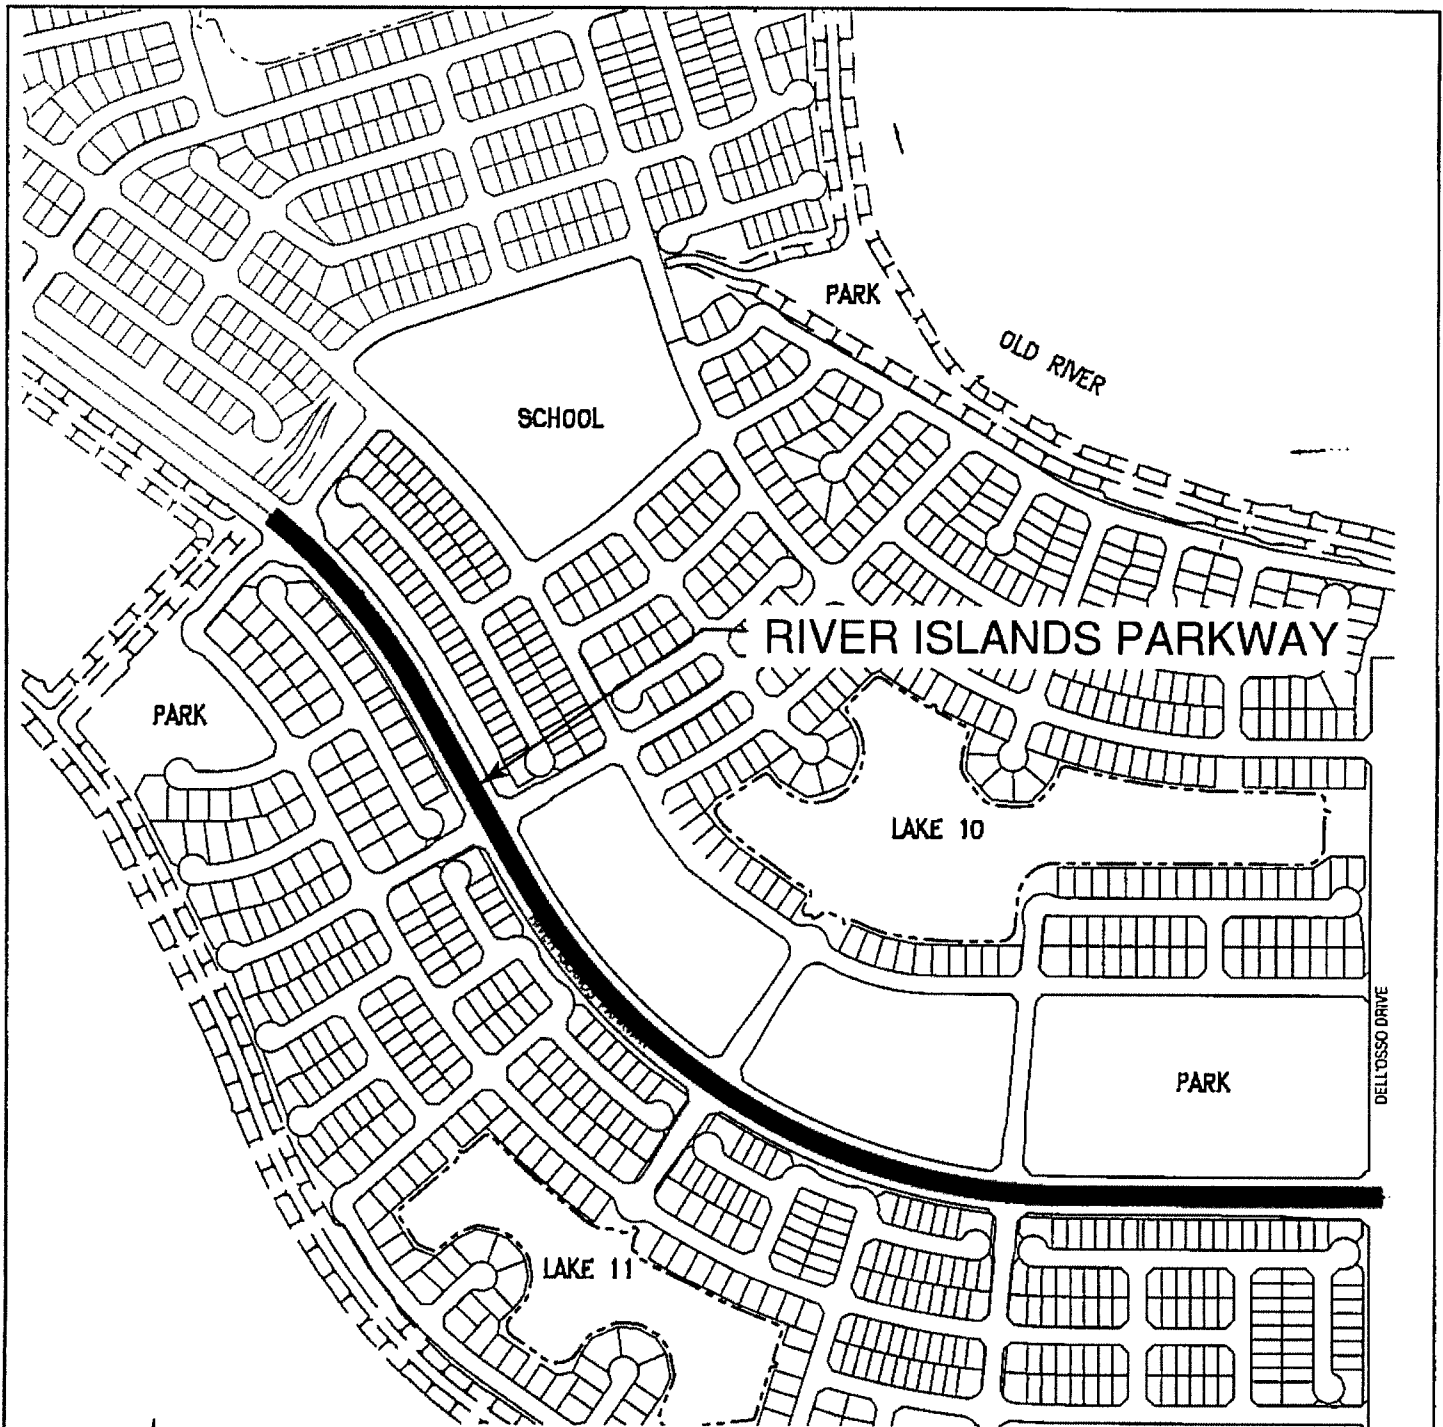 PARK
OLD RIVER
SCHOOL
RIVER ISLANDS PARKWAY
PARK
LAKE 10
DELL'OSSO DRIVE
PARK
LAKE 11